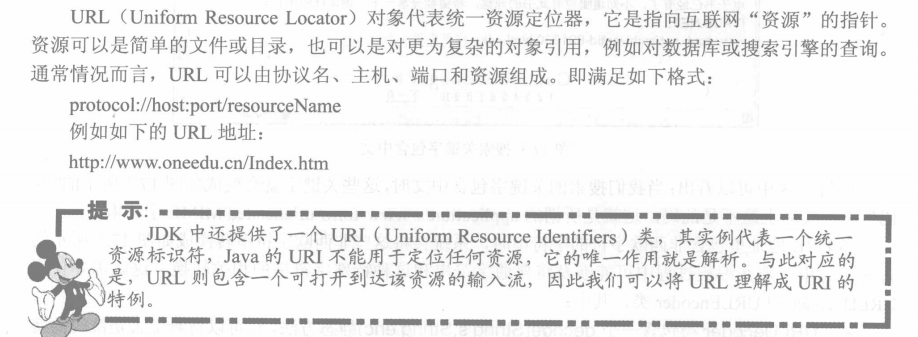 URL（Uniform Resource Locator）对象代表统一资源定位器，它是指向互联网“资源”的指针。
资源可以是简单的文件或目录，也可以是对更为复杂的对象引用，例如对数据库或搜索引擎的查询。
通常情况而言，URL 可以由协议名、主机、端口和资源组成。即满足如下格式：
protocol://host:port/resourceName
例如如下的 URL 地址：
http://www.oneedu.cn/Index.htm
提 示：
JDK 中还提供了一个 URI（Uniform Resource Identifiers）类，其实例代表一个统一
资源标识符，Java 的 URI 不能用于定位任何资源，它的唯一作用就是解析。与此对应的
是，URL 则包含一个可打开到达该资源的输入流，因此我们可以将 URL 理解成 URI 的
特例。